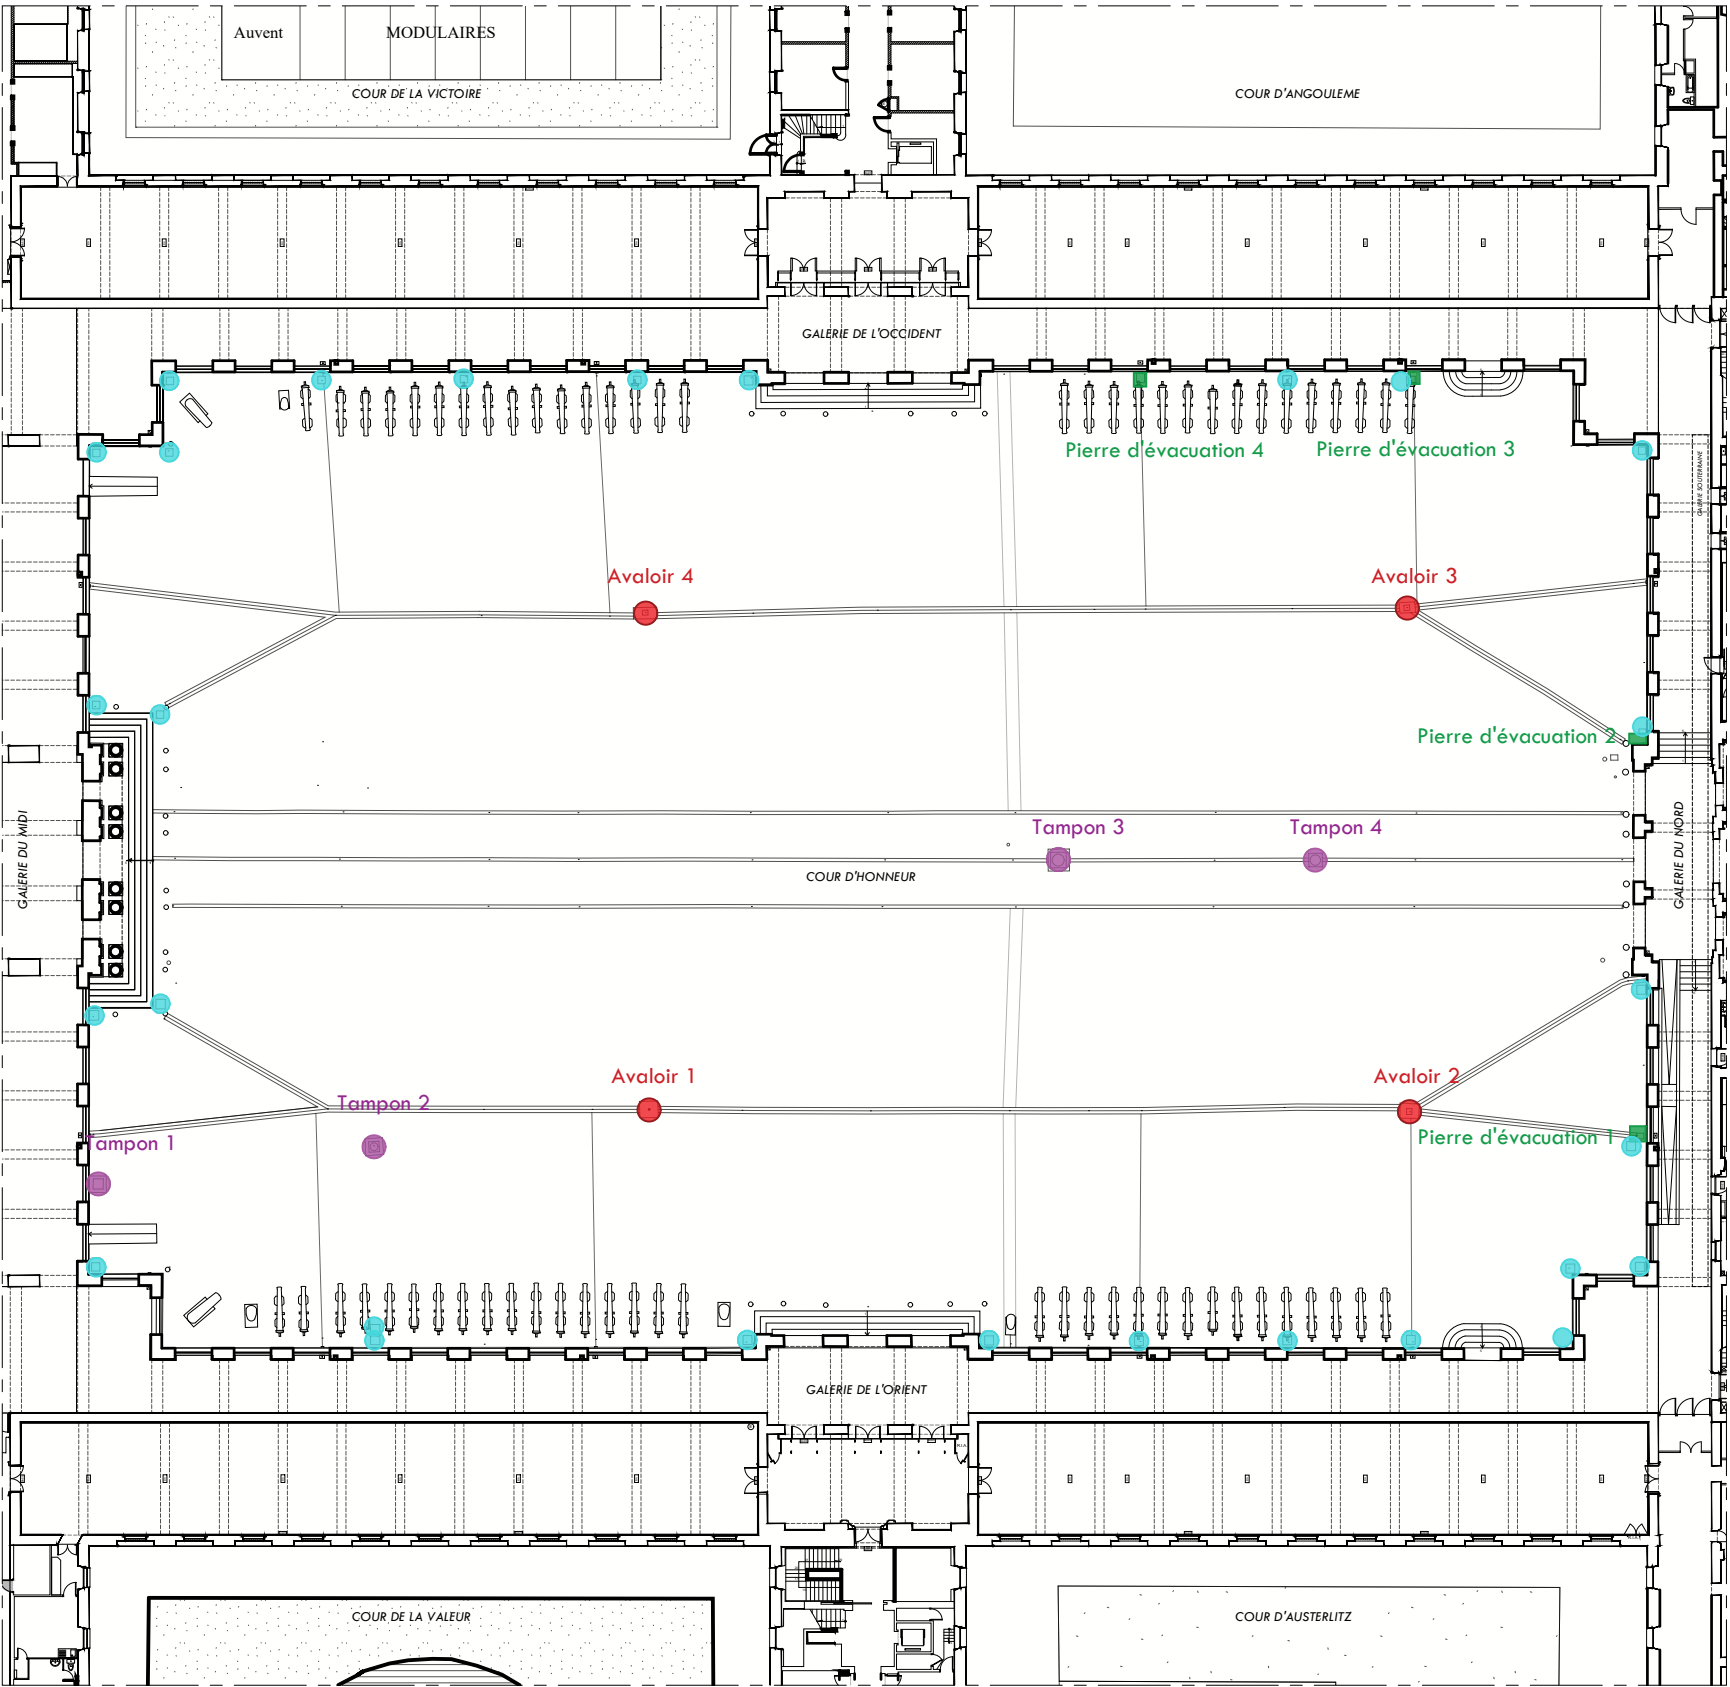 Auvent
MODULAIRES
COUR DE LA VICTOIRE
COUR D'ANGOULEME
GALERIE DE L'OCCIDENT
Pierre d'évacuation 4
Pierre d'évacuation 3
GALERIE SOUTERRAINE
Avaloir 4
Avaloir 3
Pierre d'évacuation 2
GALERIE DU MIDI
Tampon 3
Tampon 4
GALERIE DU NORD
COUR D'HONNEUR
Avaloir 1
Avaloir 2
Tampon 2
Tampon 1
Pierre d'évacuation 1
GALERIE DE L'ORIENT
COUR DE LA VALEUR
COUR D'AUSTERLITZ